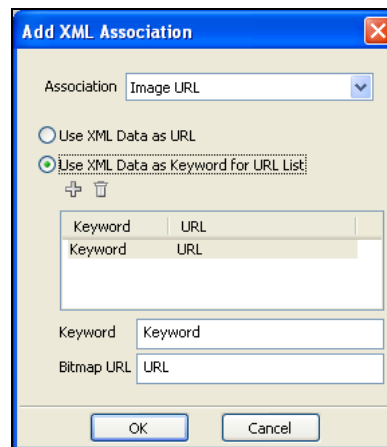 Add XML Association
Association Image URL
Use XML Data as URL
Use XML Data as Keyword for URL List
Keyword URL
Keyword URL
Keyword Keyword
Bitmap URL URL
OK Cancel